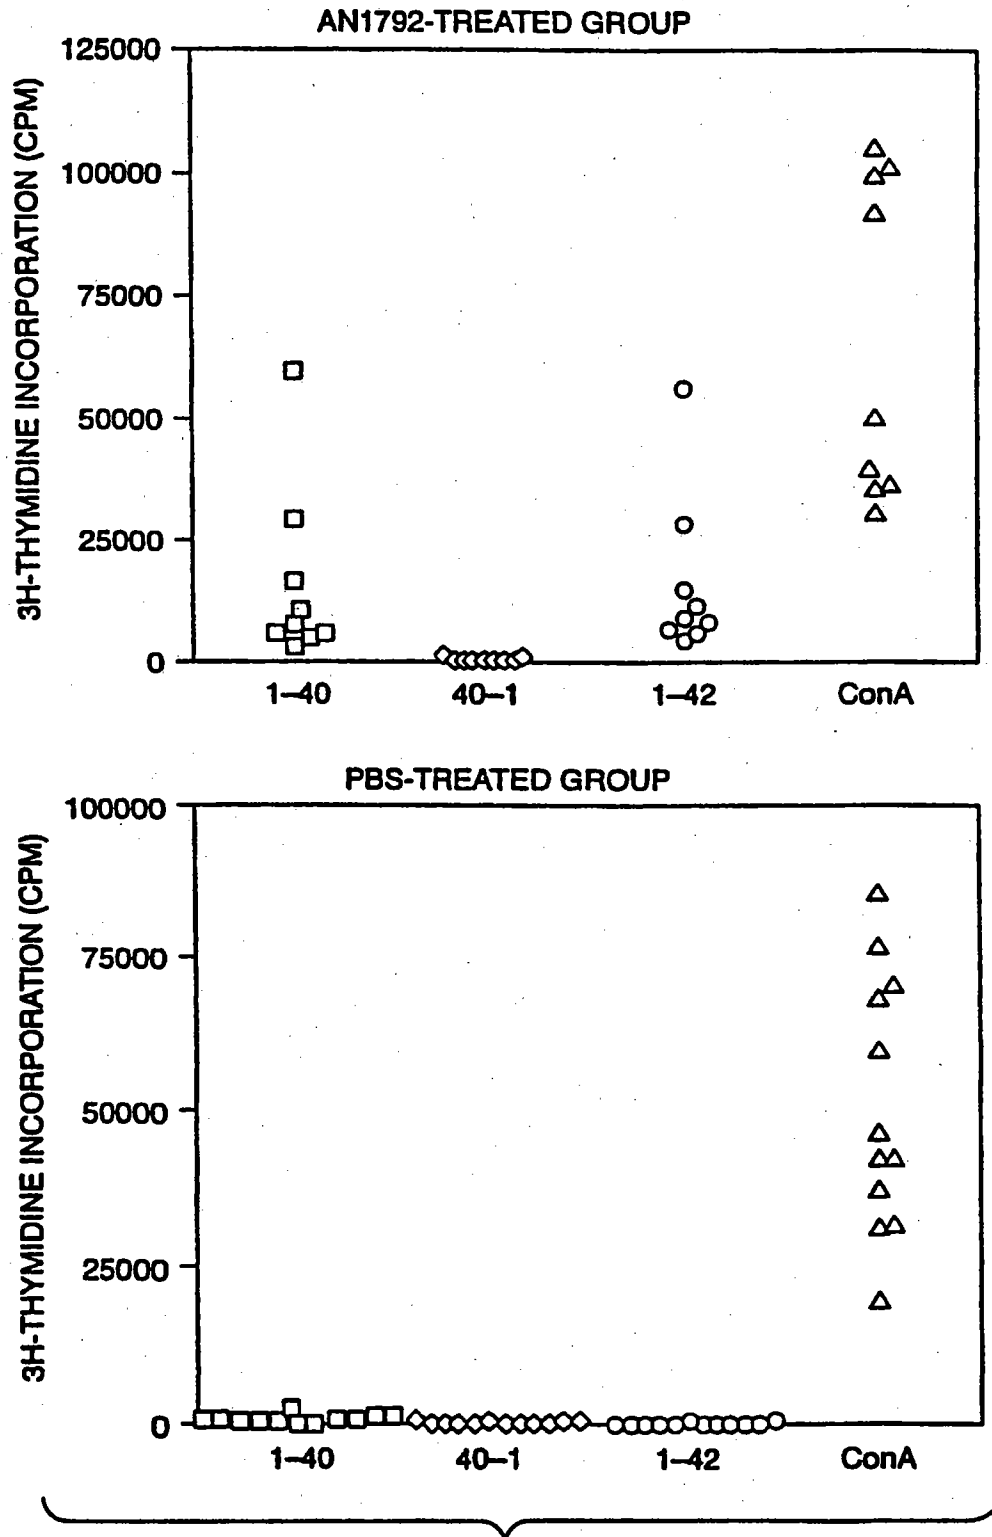 AN1792-TREATED GROUP
3H-THYMIDINE INCORPORATION (CPM)
125000
100000
75000
50000
25000
0
1–40
40–1
1–42
ConA
PBS-TREATED GROUP
3H-THYMIDINE INCORPORATION (CPM)
100000
75000
50000
25000
0
1–40
40–1
1–42
ConA